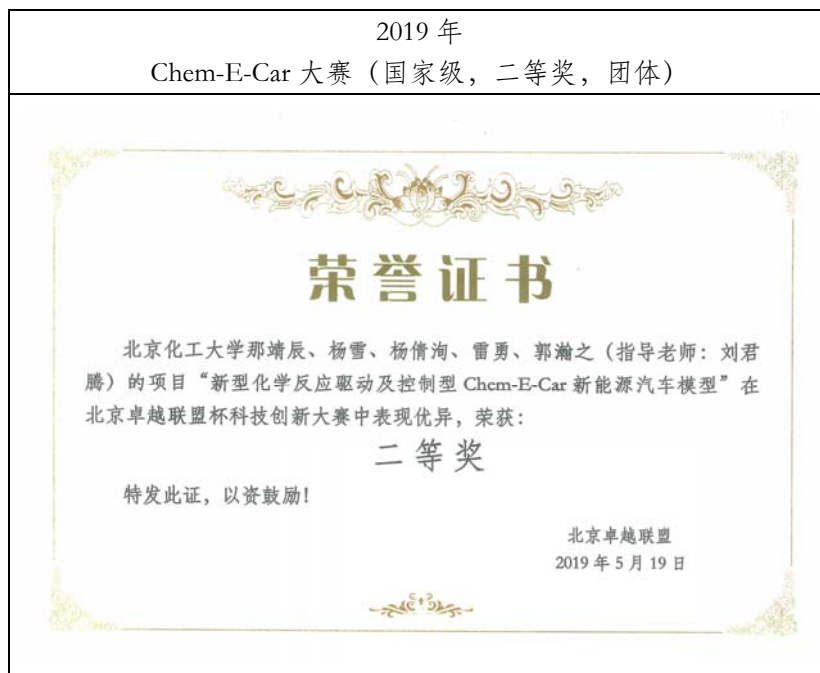 2019 年
Chem-E-Car 大赛（国家级，二等奖，团体）
荣誉证书
北京化工大学那靖辰、杨雪、杨倩洵、雷勇、郭瀚之（指导老师：刘君
腾）的项目“新型化学反应驱动及控制型 Chem-E-Car 新能源汽车模型”在
北京卓越联盟杯科技创新大赛中表现优异，荣获：
二等奖
特发此证，以资鼓励！
北京卓越联盟
2019 年 5 月 19 日